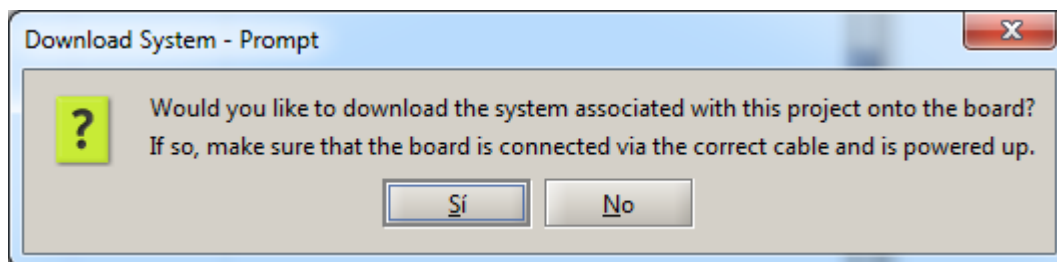 Download System - Prompt
Would you like to download the system associated with this project onto the board?
If so, make sure that the board is connected via the correct cable and is powered up.
Sí
No